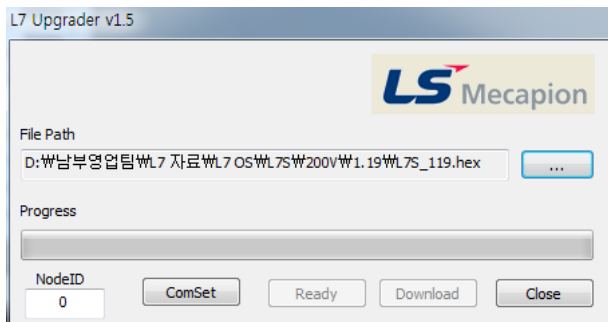 L7 Upgrader v1.5
LS Mecapion
File Path
D:₩남부영업팀₩L7 자료₩L7 OS₩L7S₩200V₩1.19₩L7S_119.hex
...
Progress
NodeID
0
ComSet
Ready
Download
Close